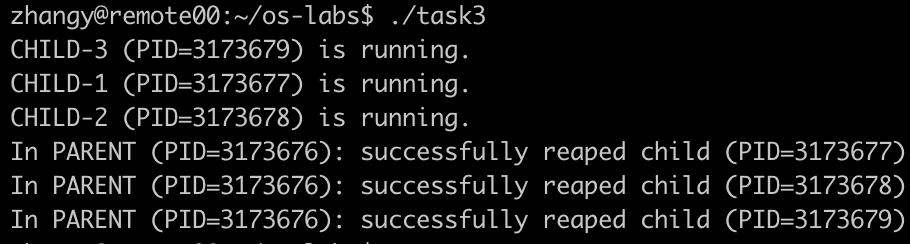 zhangy@remote00:~/os-labs$ ./task3
CHILD-3 (PID=3173679) is running.
CHILD-1 (PID=3173677) is running.
CHILD-2 (PID=3173678) is running.
In PARENT (PID=3173676): successfully reaped child (PID=3173677)
In PARENT (PID=3173676): successfully reaped child (PID=3173678)
In PARENT (PID=3173676): successfully reaped child (PID=3173679)